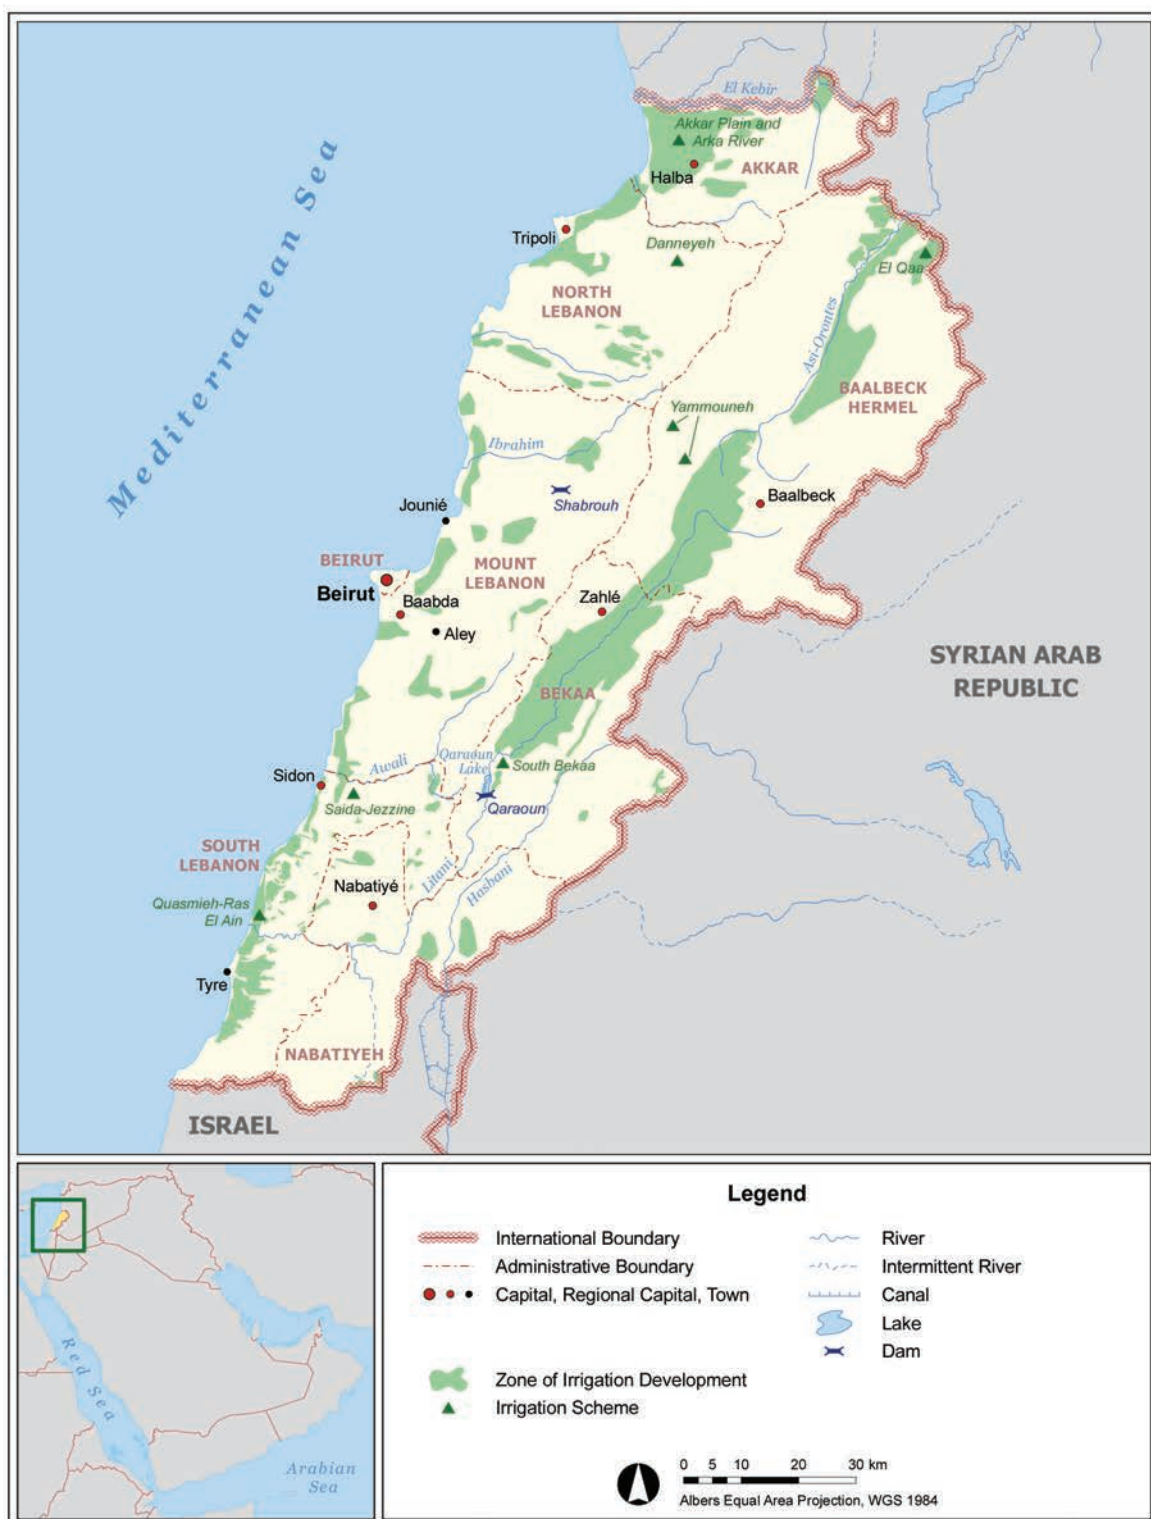 El Kebir
Akkar Plain and
Arka River
AKKAR
Halba
Mediterranean Sea
Tripoli
Danneyeh
El Qaa
NORTH
LEBANON
Asi-Orontes
BAALBECK
HERMEL
Yammouneh
Ibrahim
Shabrouh
Baalbeck
Jounié
BEIRUT
MOUNT
LEBANON
Beirut
Baabda
Zahlé
Aley
SYRIAN ARAB
REPUBLIC
BEKAA
Awali
Qaraoun
Lake
South Bekaa
Sidon
Saida-Jezzine
Qaraoun
SOUTH
LEBANON
Litani
Hasbani
Nabatiyé
Quasmieh-Ras
El Ain
Tyre
NABATIYEH
ISRAEL
Red Sea
Arabian
Sea
Legend
International Boundary
Administrative Boundary
Capital, Regional Capital, Town
Zone of Irrigation Development
Irrigation Scheme
River
Intermittent River
Canal
Lake
Dam
0 5 10 20 30 km
Albers Equal Area Projection, WGS 1984